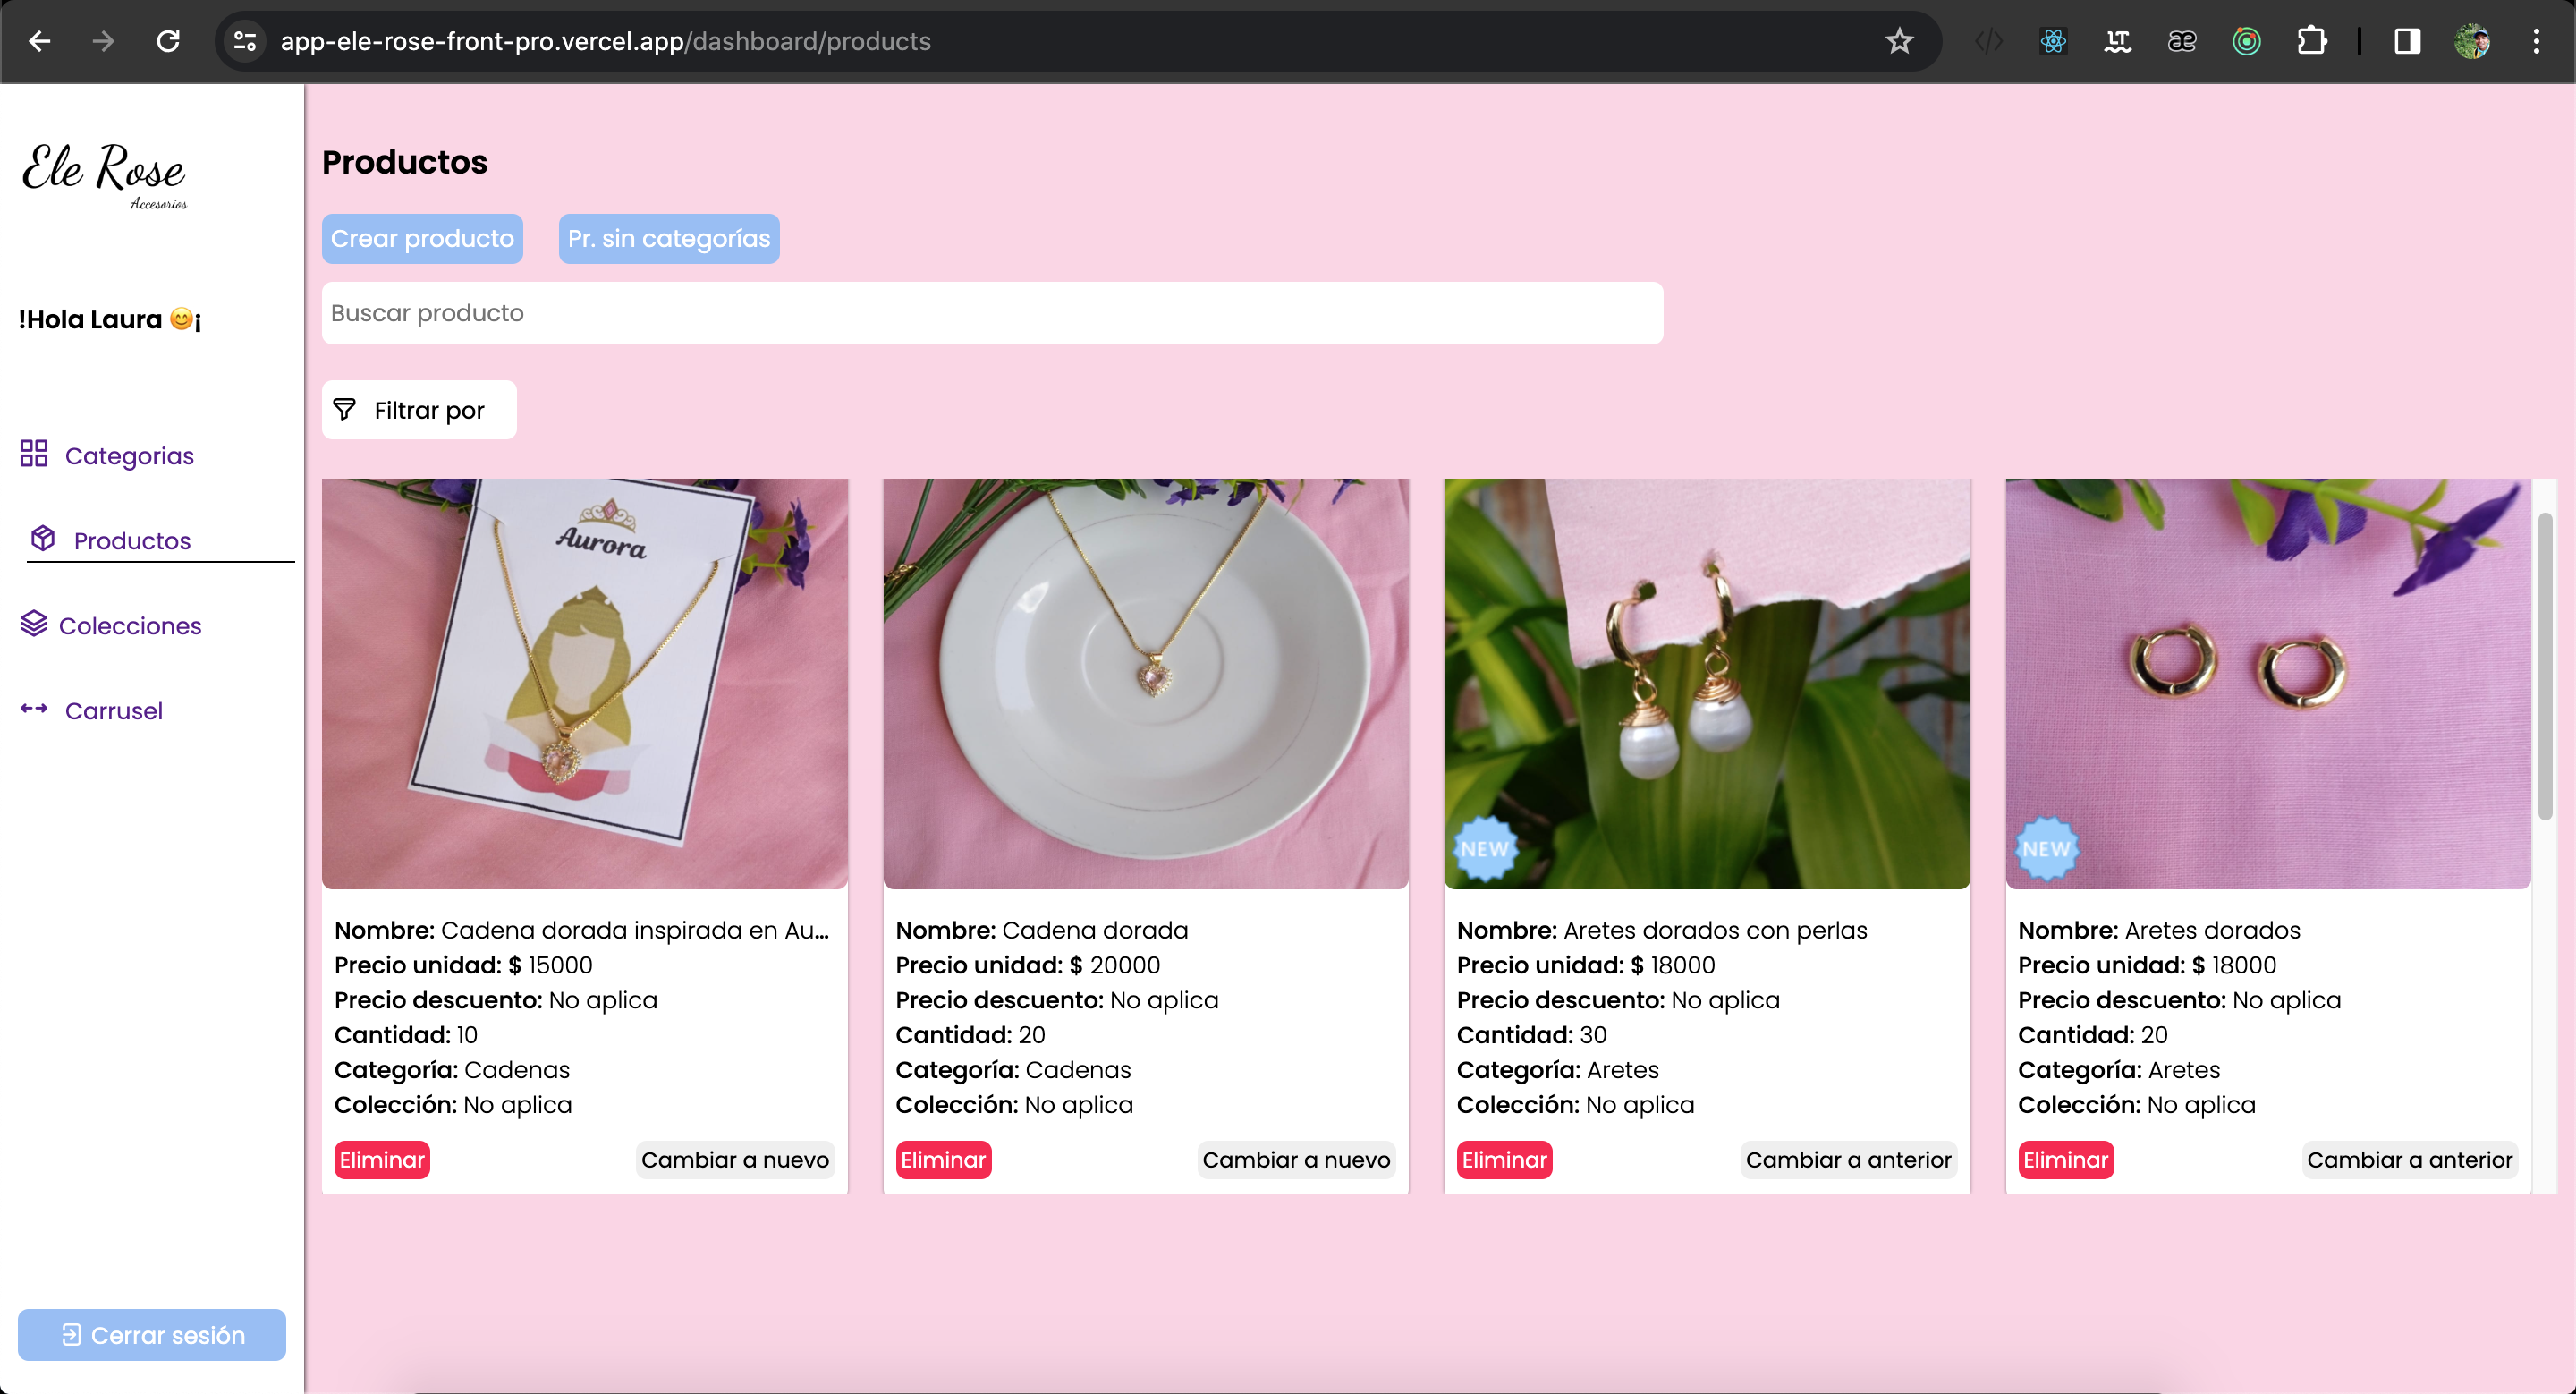 app-ele-rose-front-pro.vercel.app/dashboard/products
Ele Rose
Accesorios
!Hola Laura 😊¡
Categorias
Productos
Colecciones
Carrusel
Cerrar sesión
Productos
Crear producto
Pr. sin categorías
Buscar producto
Filtrar por
Aurora
Nombre: Cadena dorada inspirada en Au...
Precio unidad: $ 15000
Precio descuento: No aplica
Cantidad: 10
Categoría: Cadenas
Colección: No aplica
Eliminar
Cambiar a nuevo
Nombre: Cadena dorada
Precio unidad: $ 20000
Precio descuento: No aplica
Cantidad: 20
Categoría: Cadenas
Colección: No aplica
Eliminar
Cambiar a nuevo
NEW
Nombre: Aretes dorados con perlas
Precio unidad: $ 18000
Precio descuento: No aplica
Cantidad: 30
Categoría: Aretes
Colección: No aplica
Eliminar
Cambiar a anterior
NEW
Nombre: Aretes dorados
Precio unidad: $ 18000
Precio descuento: No aplica
Cantidad: 20
Categoría: Aretes
Colección: No aplica
Eliminar
Cambiar a anterior